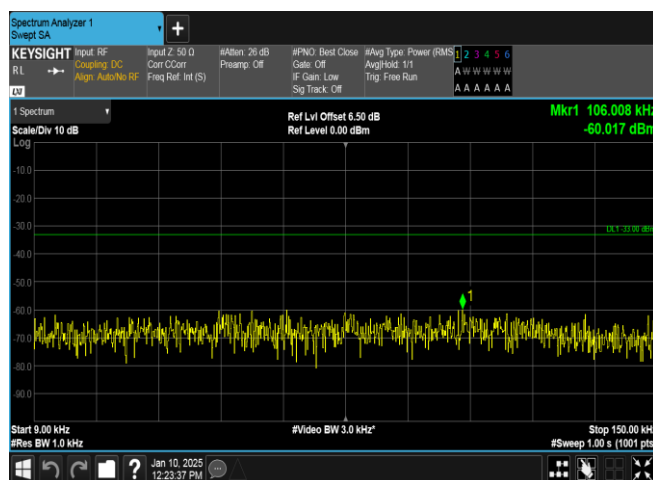 Spectrum Analyzer 1
Swept SA
+
KEYSIGHT
RL
LXI
Input: RF
Coupling: DC
Align: Auto/No RF
Input Z: 50 Ω
Corr CCorr
Freq Ref: Int (S)
#Atten: 26 dB
Preamp: Off
#PNO: Best Close
Gate: Off
IF Gain: Low
Sig Track: Off
#Avg Type: Power (RMS
Avg|Hold: 1/1
Trig: Free Run
1 2 3 4 5 6
A W W W W W
A A A A A A
1 Spectrum
Scale/Div 10 dB
Log
Ref Lvl Offset 6.50 dB
Ref Level 0.00 dBm
Mkr1 106.008 kHz
-60.017 dBm
-10.0
-20.0
-30.0
DL1 -33.00 dBm
-40.0
-50.0
-60.0
1
-70.0
-80.0
-90.0
Start 9.00 kHz
#Res BW 1.0 kHz
#Video BW 3.0 kHz*
Stop 150.00 kHz
#Sweep 1.00 s (1001 pts
?
Jan 10, 2025
12:23:37 PM